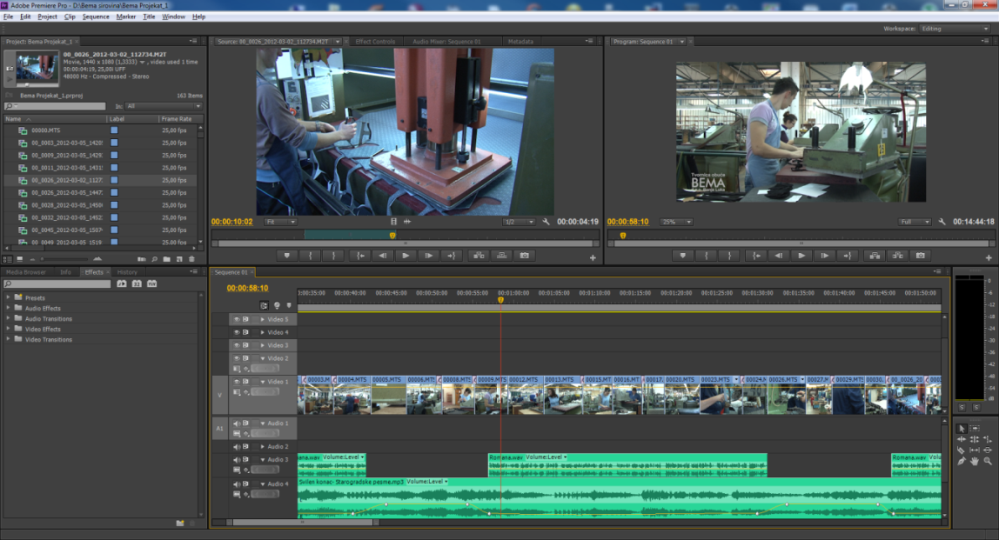 Adobe Premiere Pro - D:\Bema sirovina\Bema Projekat_1
File Edit Project Clip Sequence Marker Title Window Help
Workspace: Editing
Project: Bema Projekat_1
00_0026_2012-03-02_112734.M2T
Movie, 1440 x 1080 (1,3333) , video used 1 time
00:00:04:19, 25,00i UFF
48000 Hz - Compressed - Stereo
Bema Projekat_1.prproj 163 Items
In: All
Name Label Frame Rate
00000.MTS 25,00 fps
00_0003_2012-03-05_1420 25,00 fps
00_0009_2012-03-05_1429 25,00 fps
00_0011_2012-03-05_1431 25,00 fps
00_0026_2012-03-02_1127 25,00 fps
00_0026_2012-03-05_1447 25,00 fps
00_0028_2012-03-05_1450 25,00 fps
00_0032_2012-03-05_1452 25,00 fps
00_0045_2012-03-05_1507 25,00 fps
00_0049_2012-03-05_1519 25,00 fps
Source: 00_0026_2012-03-02_112734.M2T Effect Controls Audio Mixer: Sequence 01 Metadata
00:00:10:02 Fit 1/2 00:00:04:19
Program: Sequence 01
Tvornica obuće
BEMA
Banja Luka
00:00:58:10 25% Full 00:14:44:18
Media Browser Info Effects History
Presets
Audio Effects
Audio Transitions
Video Effects
Video Transitions
Sequence 01
00:00:58:10
0:00:35:00 00:00:40:00 00:00:45:00 00:00:50:00 00:00:55:00 00:01:00:00 00:01:05:00 00:01:10:00 00:01:15:00 00:01:20:00 00:01:25:00 00:01:30:00 00:01:35:00 00:01:40:00 00:01:45:00 00:01:50:00
Video 5
Video 4
Video 3
Video 2
V Video 1
00003.M 00004.MTS 00005.MTS 00006.MTS 00008.MTS 00009.MTS 00012.MTS 00013.MTS 00015.MT 00016.MT 00017. 00020.MTS 00023.MTS 00024.M 00026.MTS 00027.M 00029.MTS 00030. 00_0026_20
A1 Audio 1
Audio 2
Audio 3
mana.wav Volume:Level Romana.wav Volume:Level Romana.wav Volu
Audio 4
Svilen konac- Starogradske pesme.mp3 Volume:Level
0
-6
-12
-18
-24
-30
-36
-42
-48
-54
dB
S S